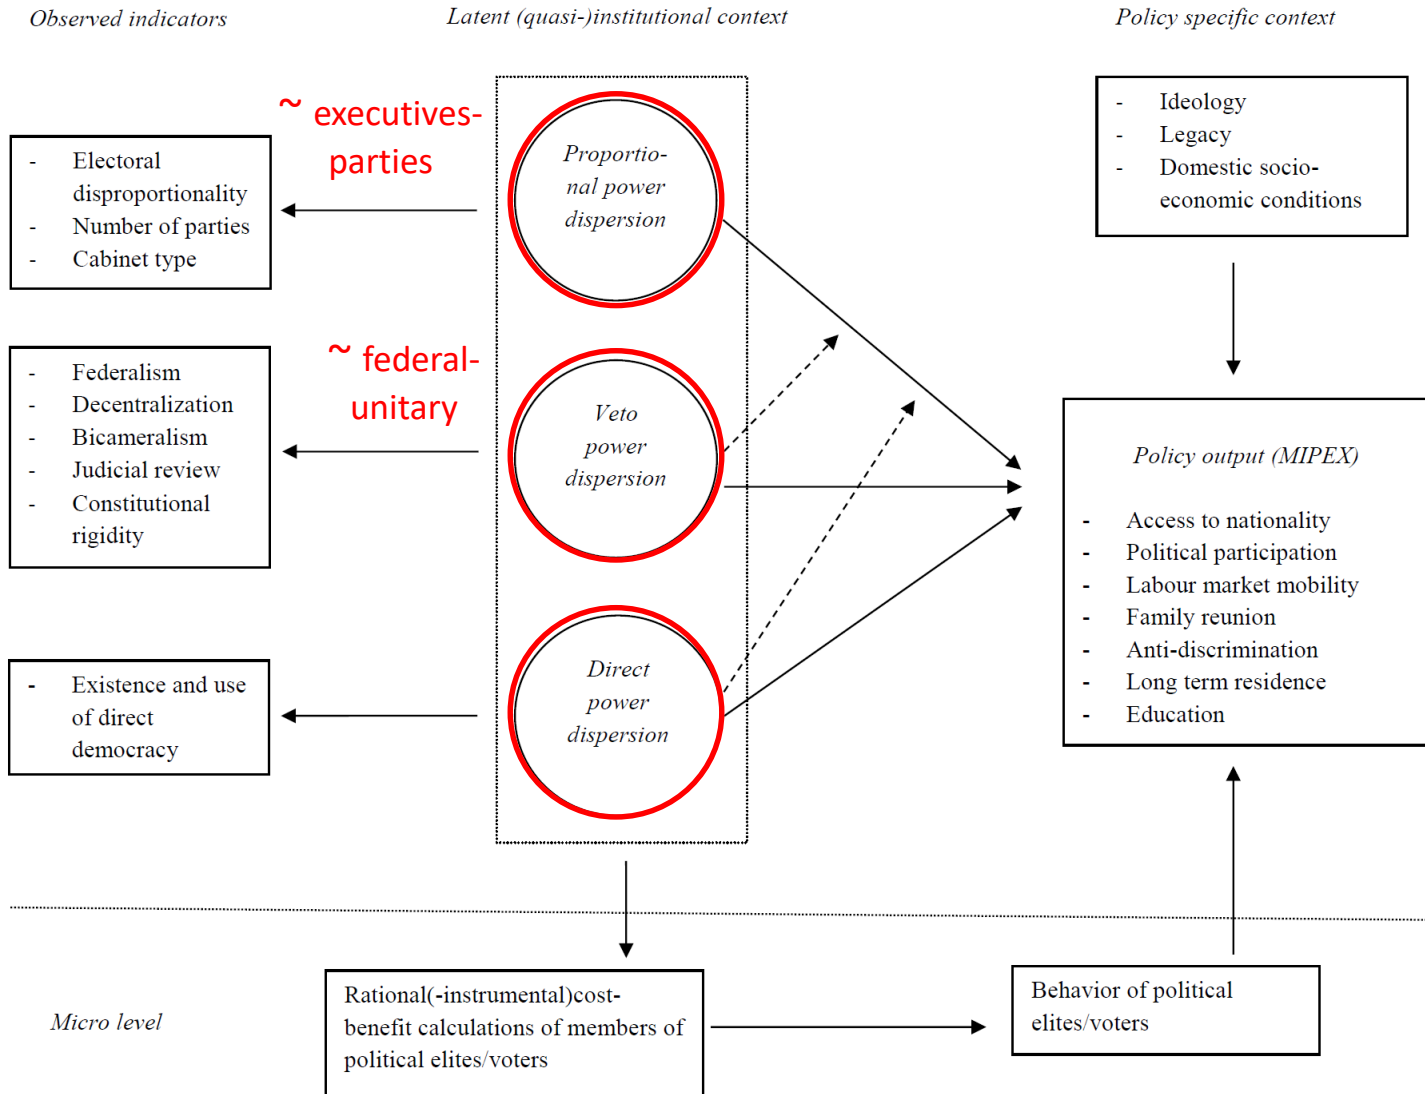 Observed indicators
Latent (quasi-)institutional context
Policy specific context
~ executives-
parties
- Electoral
disproportionality
- Number of parties
- Cabinet type
Proportio-
nal power
dispersion
- Ideology
- Legacy
- Domestic socio-
economic conditions
~ federal-
unitary
- Federalism
- Decentralization
- Bicameralism
- Judicial review
- Constitutional
rigidity
Veto
power
dispersion
Policy output (MIPEX)
- Access to nationality
- Political participation
- Labour market mobility
- Family reunion
- Anti-discrimination
- Long term residence
- Education
- Existence and use
of direct
democracy
Direct
power
dispersion
Micro level
Rational(-instrumental)cost-
benefit calculations of members of
political elites/voters
Behavior of political
elites/voters